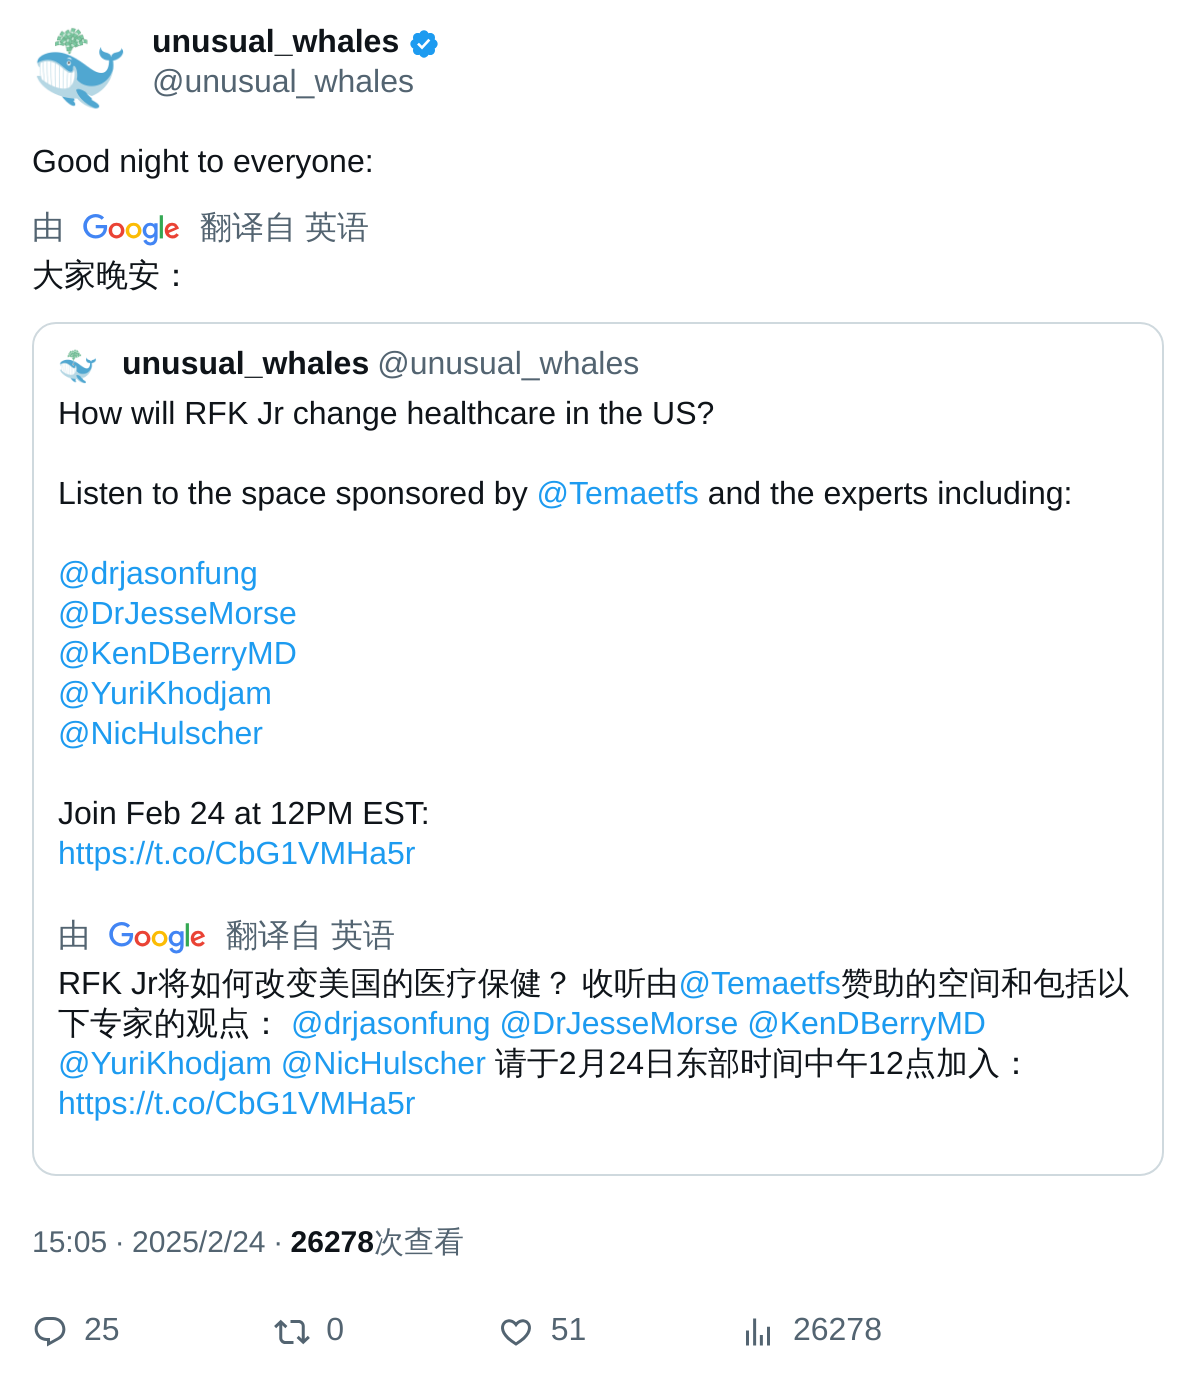 unusual_whales
@unusual_whales
Good night to everyone:
由 Google 翻译自 英语
大家晚安：
unusual_whales @unusual_whales
How will RFK Jr change healthcare in the US?
Listen to the space sponsored by @Temaetfs and the experts including:
@drjasonfung
@DrJesseMorse
@KenDBerryMD
@YuriKhodjam
@NicHulscher
Join Feb 24 at 12PM EST:
https://t.co/CbG1VMHa5r
由 Google 翻译自 英语
RFK Jr将如何改变美国的医疗保健？ 收听由@Temaetfs赞助的空间和包括以
下专家的观点： @drjasonfung @DrJesseMorse @KenDBerryMD
@YuriKhodjam @NicHulscher 请于2月24日东部时间中午12点加入：
https://t.co/CbG1VMHa5r
15:05 · 2025/2/24 · 26278次查看
25 0 51 26278